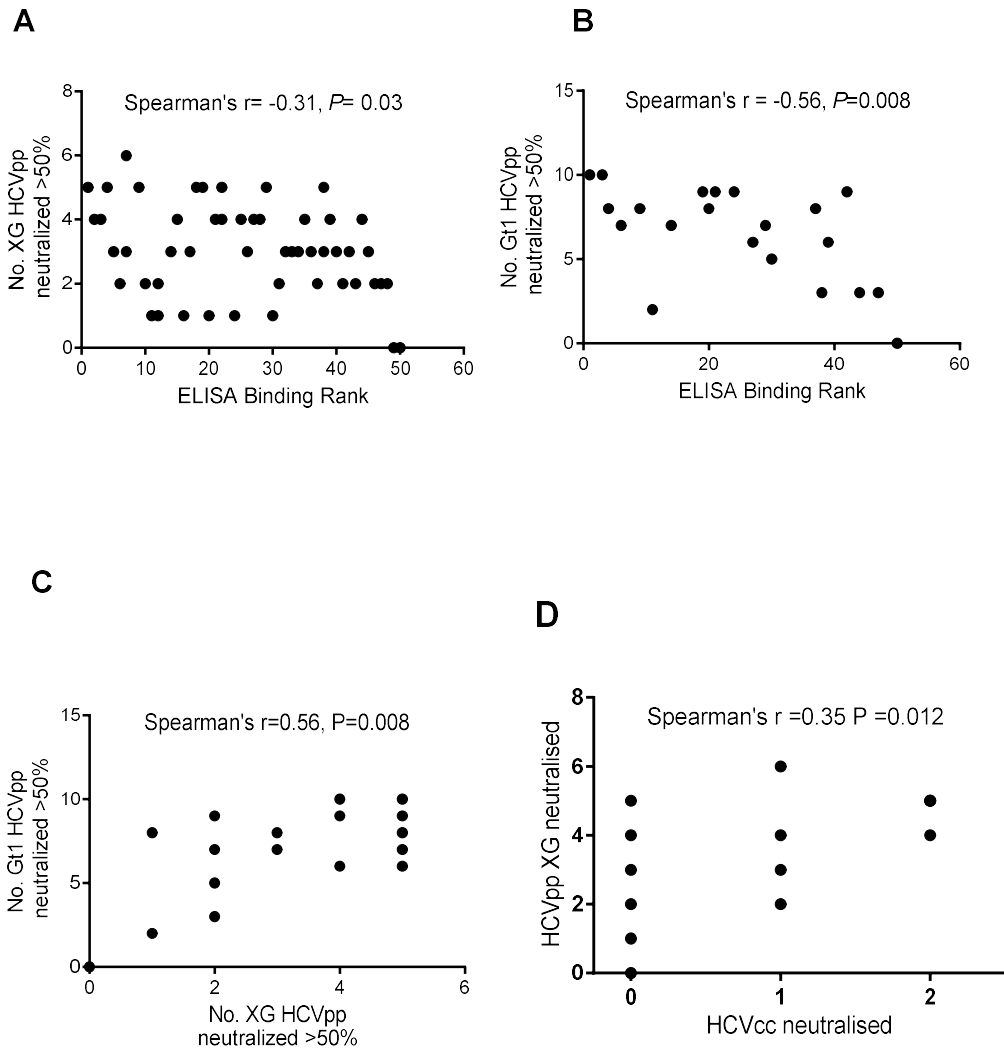 A
Spearman's r= -0.31, P= 0.03
No. XG HCVpp
neutralized >50%
8
6
4
2
0
0 10 20 30 40 50 60
ELISA Binding Rank
B
Spearman's r = -0.56, P=0.008
No. Gt1 HCVpp
neutralized >50%
15
10
5
0
0 20 40 60
ELISA Binding Rank
C
Spearman's r=0.56, P=0.008
No. Gt1 HCVpp
neutralized >50%
15
10
5
0
0 2 4 6
No. XG HCVpp
neutralized >50%
D
Spearman's r =0.35 P =0.012
HCVpp XG neutralised
8
6
4
2
0
0 1 2
HCVcc neutralised